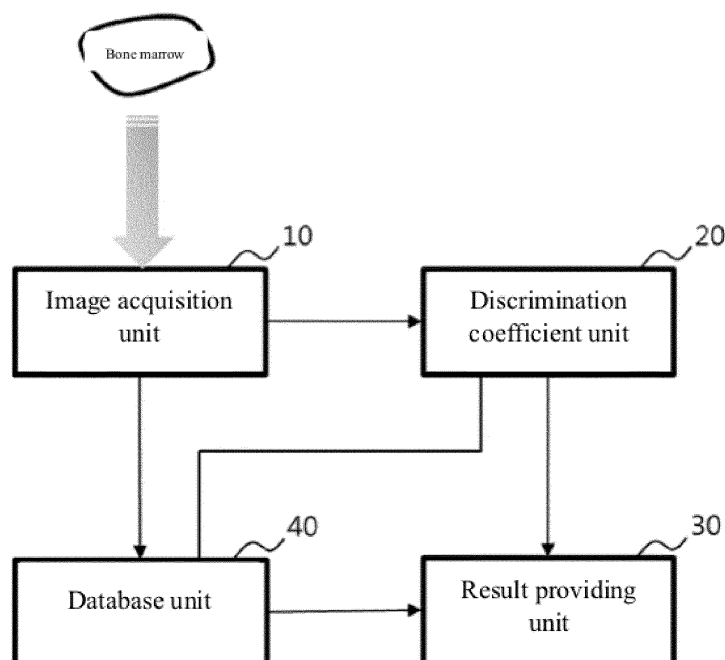 Bone marrow
10
20
Image acquisition
unit
Discrimination
coefficient unit
40
30
Database unit
Result providing
unit